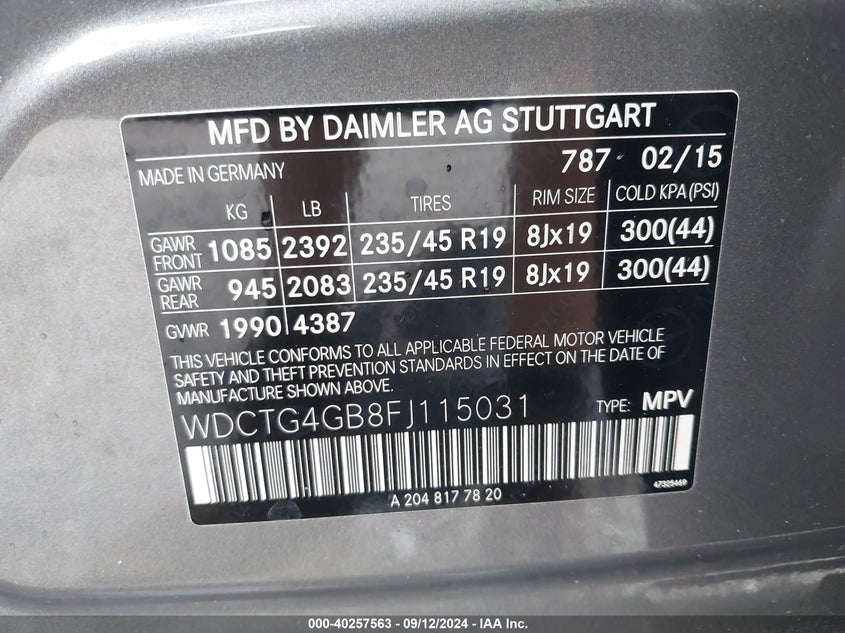 MFD BY DAIMLER AG STUTTGART
MADE IN GERMANY 787 02/15
KG LB TIRES RIM SIZE COLD KPA (PSI)
GAWR FRONT 1085 2392 235/45 R19 8Jx19 300(44)
GAWR REAR 945 2083 235/45 R19 8Jx19 300(44)
GVWR 1990 4387
THIS VEHICLE CONFORMS TO ALL APPLICABLE FEDERAL MOTOR VEHICLE
SAFETY AND THEFT PREVENTION STANDARDS IN EFFECT ON THE DATE OF
MANUFACTURE SHOWN ABOVE.
WDCTG4GB8FJ115031 TYPE: MPV
A 204 817 78 20 47325469
000-40257563 - 09/12/2024 - IAA Inc.